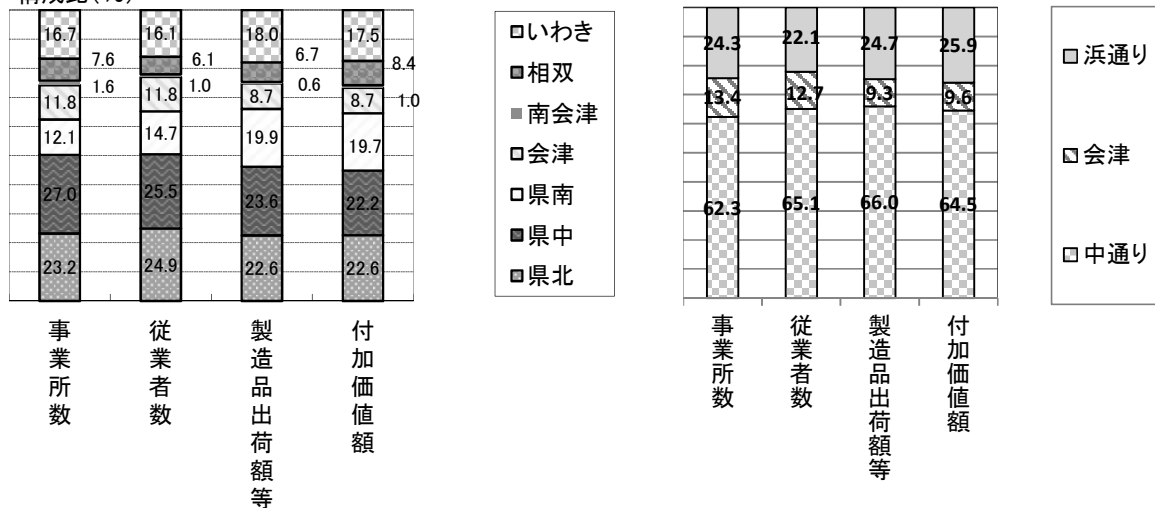 16.7 16.1 18.0 17.5
7.6 6.1 6.7 8.4
1.6 1.0 0.6 1.0
11.8 11.8 8.7 8.7
12.1 14.7 19.9 19.7
27.0 25.5 23.6 22.2
23.2 24.9 22.6 22.6
事業所数
従業者数
製造品出荷額等
付加価値額
いわき
相双
南会津
会津
県南
県中
県北
24.3 22.1 24.7 25.9
13.4 12.7 9.3 9.6
62.3 65.1 66.0 64.5
事業所数
従業者数
製造品出荷額等
付加価値額
浜通り
会津
中通り